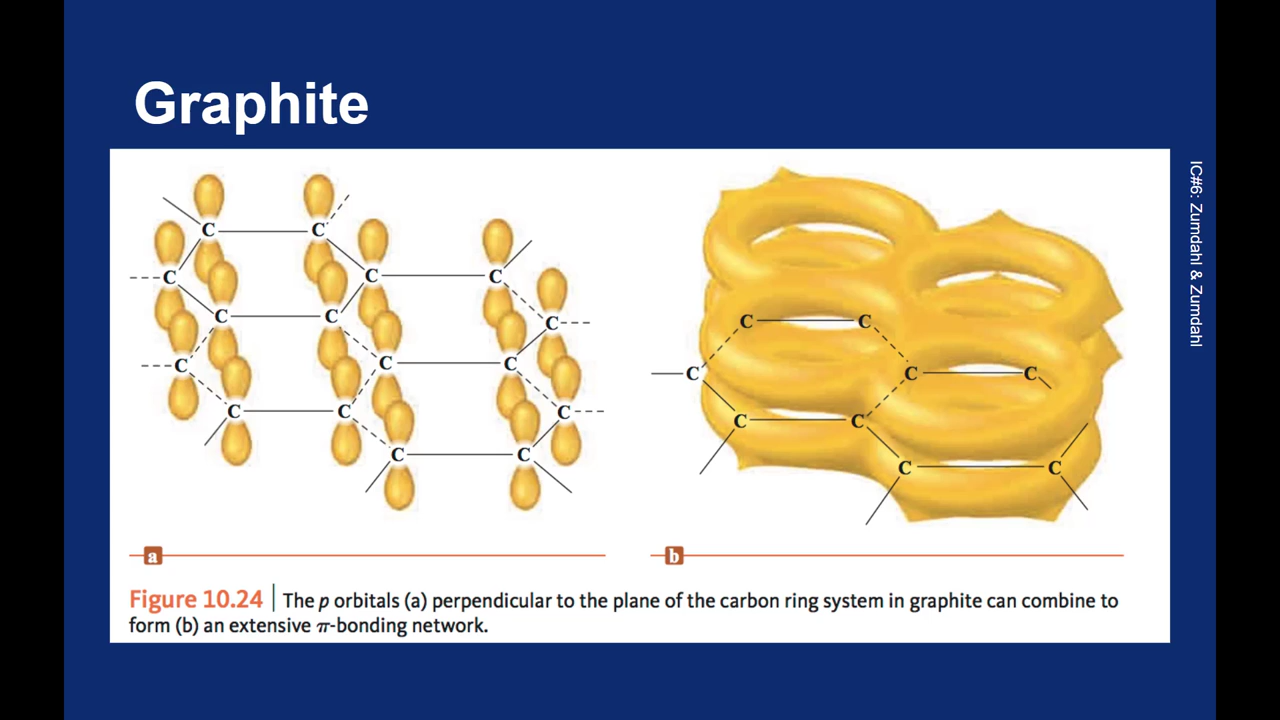 Graphite
IC#6: Zumdahl & Zumdahl
C C
C C C
C C C
C C C
C C C
C C
C C
C C C
C C
C C
a b
Figure 10.24 | The p orbitals (a) perpendicular to the plane of the carbon ring system in graphite can combine to
form (b) an extensive π-bonding network.